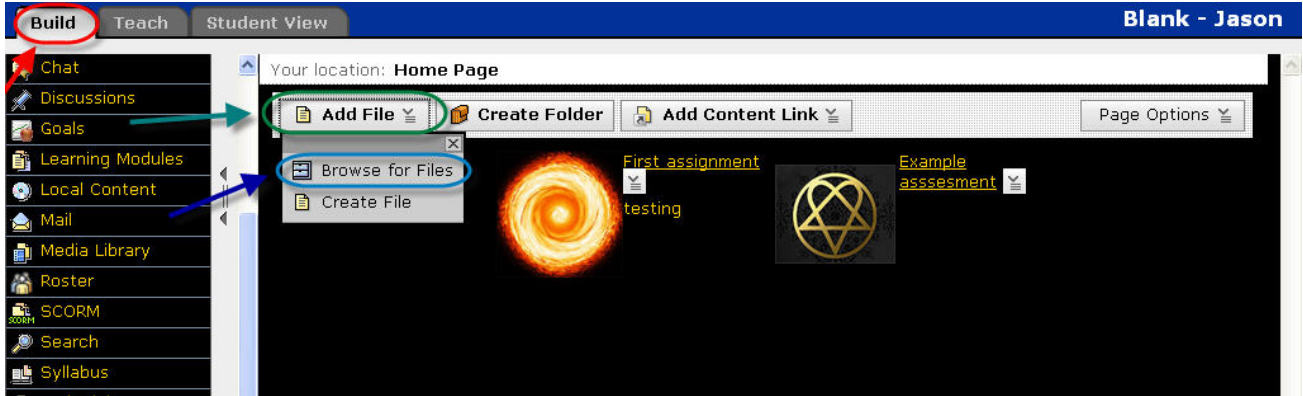 Build Teach Student View Blank - Jason
Chat
Discussions
Goals
Learning Modules
Local Content
Mail
Media Library
Roster
SCORM
SCORM
Search
Syllabus
Your location: Home Page
Add File Create Folder Add Content Link Page Options
Browse for Files
Create File
First assignment
testing
Example
asssesment